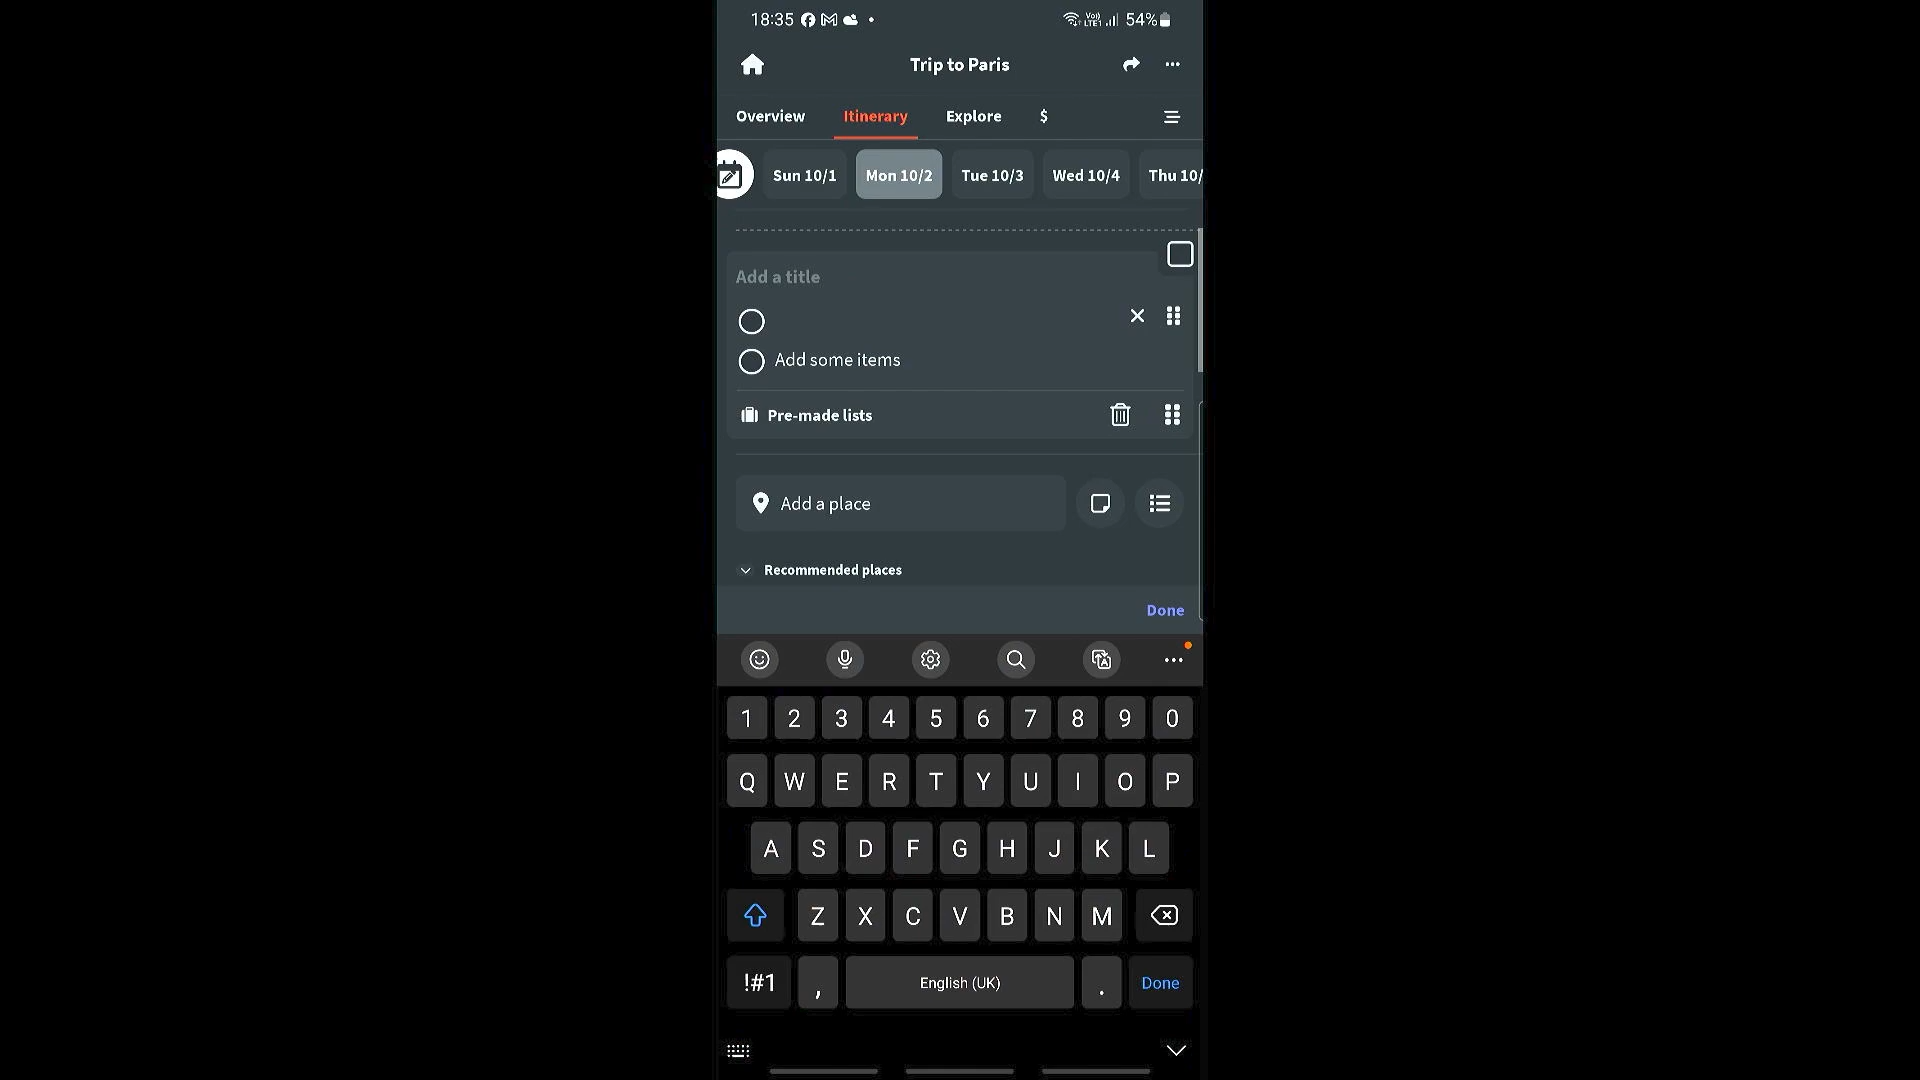 18:35 Vo) LTE1 54%
Trip to Paris
Overview Itinerary Explore $
Sun 10/1 Mon 10/2 Tue 10/3 Wed 10/4 Thu 10/
Add a title
Add some items
Pre-made lists
Add a place
Recommended places
Done
1 2 3 4 5 6 7 8 9 0
Q W E R T Y U I O P
A S D F G H J K L
Z X C V B N M
!#1 , English (UK) . Done